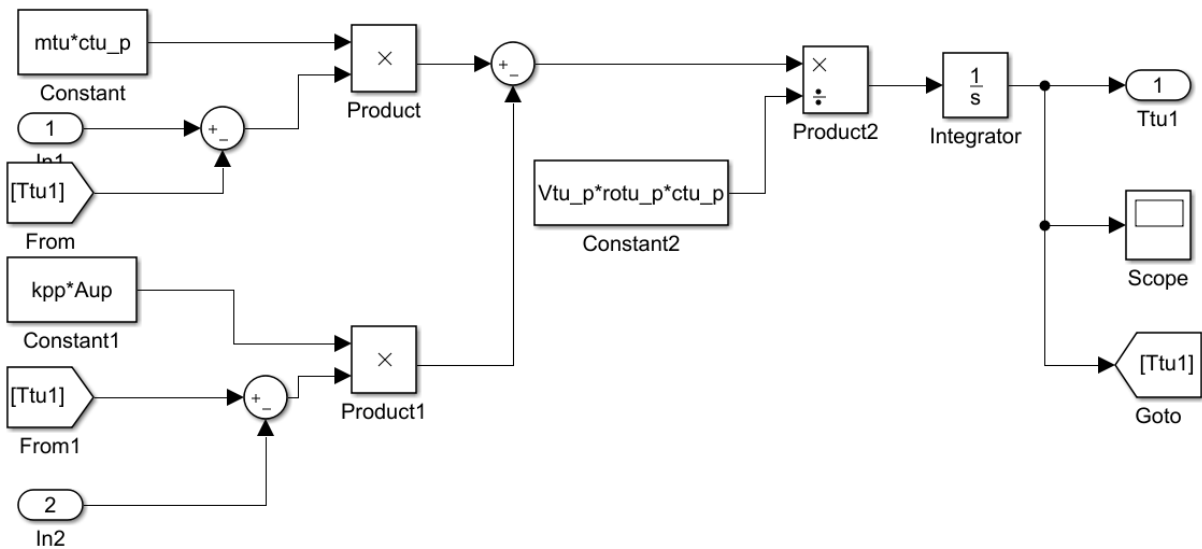 mtu*ctu_p
Constant
×
Product
+
−
1
In1
+
−
[Ttu1]
From
×
÷
Product2
1
s
Integrator
1
Ttu1
Vtu_p*rotu_p*ctu_p
Constant2
Scope
kpp*Aup
Constant1
×
Product1
[Ttu1]
From1
+
−
[Ttu1]
Goto
2
In2